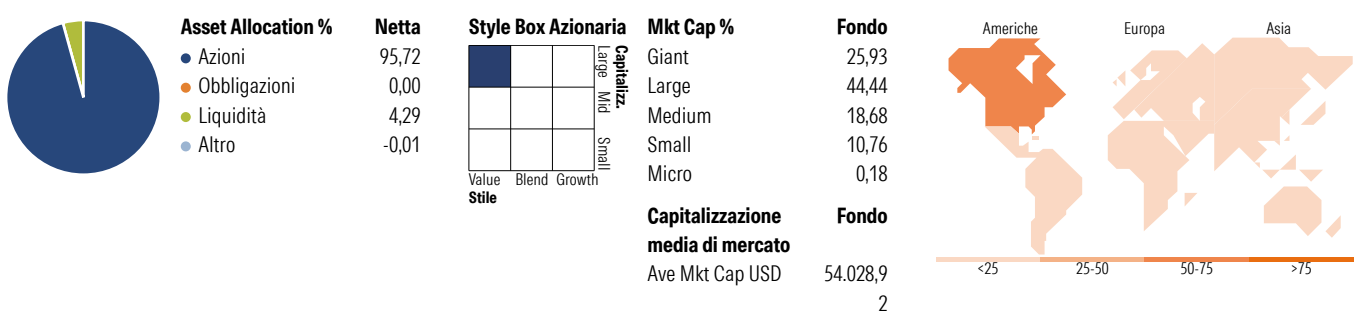 Asset Allocation % Netta
Azioni 95,72
Obbligazioni 0,00
Liquidità 4,29
Altro -0,01
Style Box Azionaria
Capitalizz.
Large Mid Small
Value Blend Growth
Stile
Mkt Cap % Fondo
Giant 25,93
Large 44,44
Medium 18,68
Small 10,76
Micro 0,18
Capitalizzazione Fondo
media di mercato
Ave Mkt Cap USD 54.028,9
2
Americhe Europa Asia
<25 25-50 50-75 >75